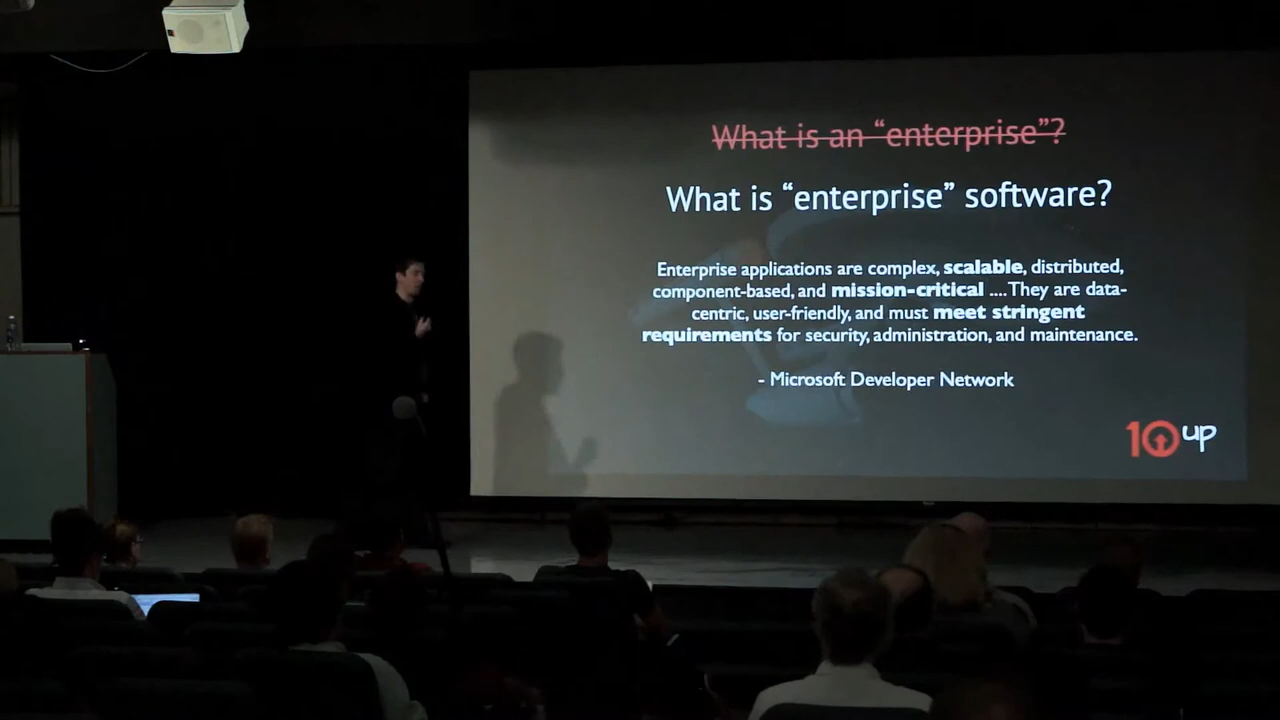 What is an “enterprise”?
What is “enterprise” software?
Enterprise applications are complex, scalable, distributed,
component-based, and mission-critical ....They are data-
centric, user-friendly, and must meet stringent
requirements for security, administration, and maintenance.
- Microsoft Developer Network
10up